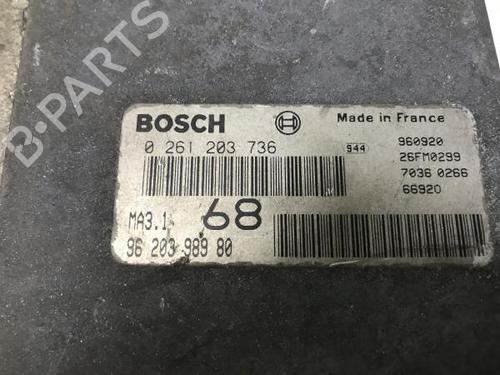 B-PARTS
BOSCH
Made in France
0 261 203 736
944
960920
26FM0299
7036 0266
66920
MA3.1
68
96 203 989 80